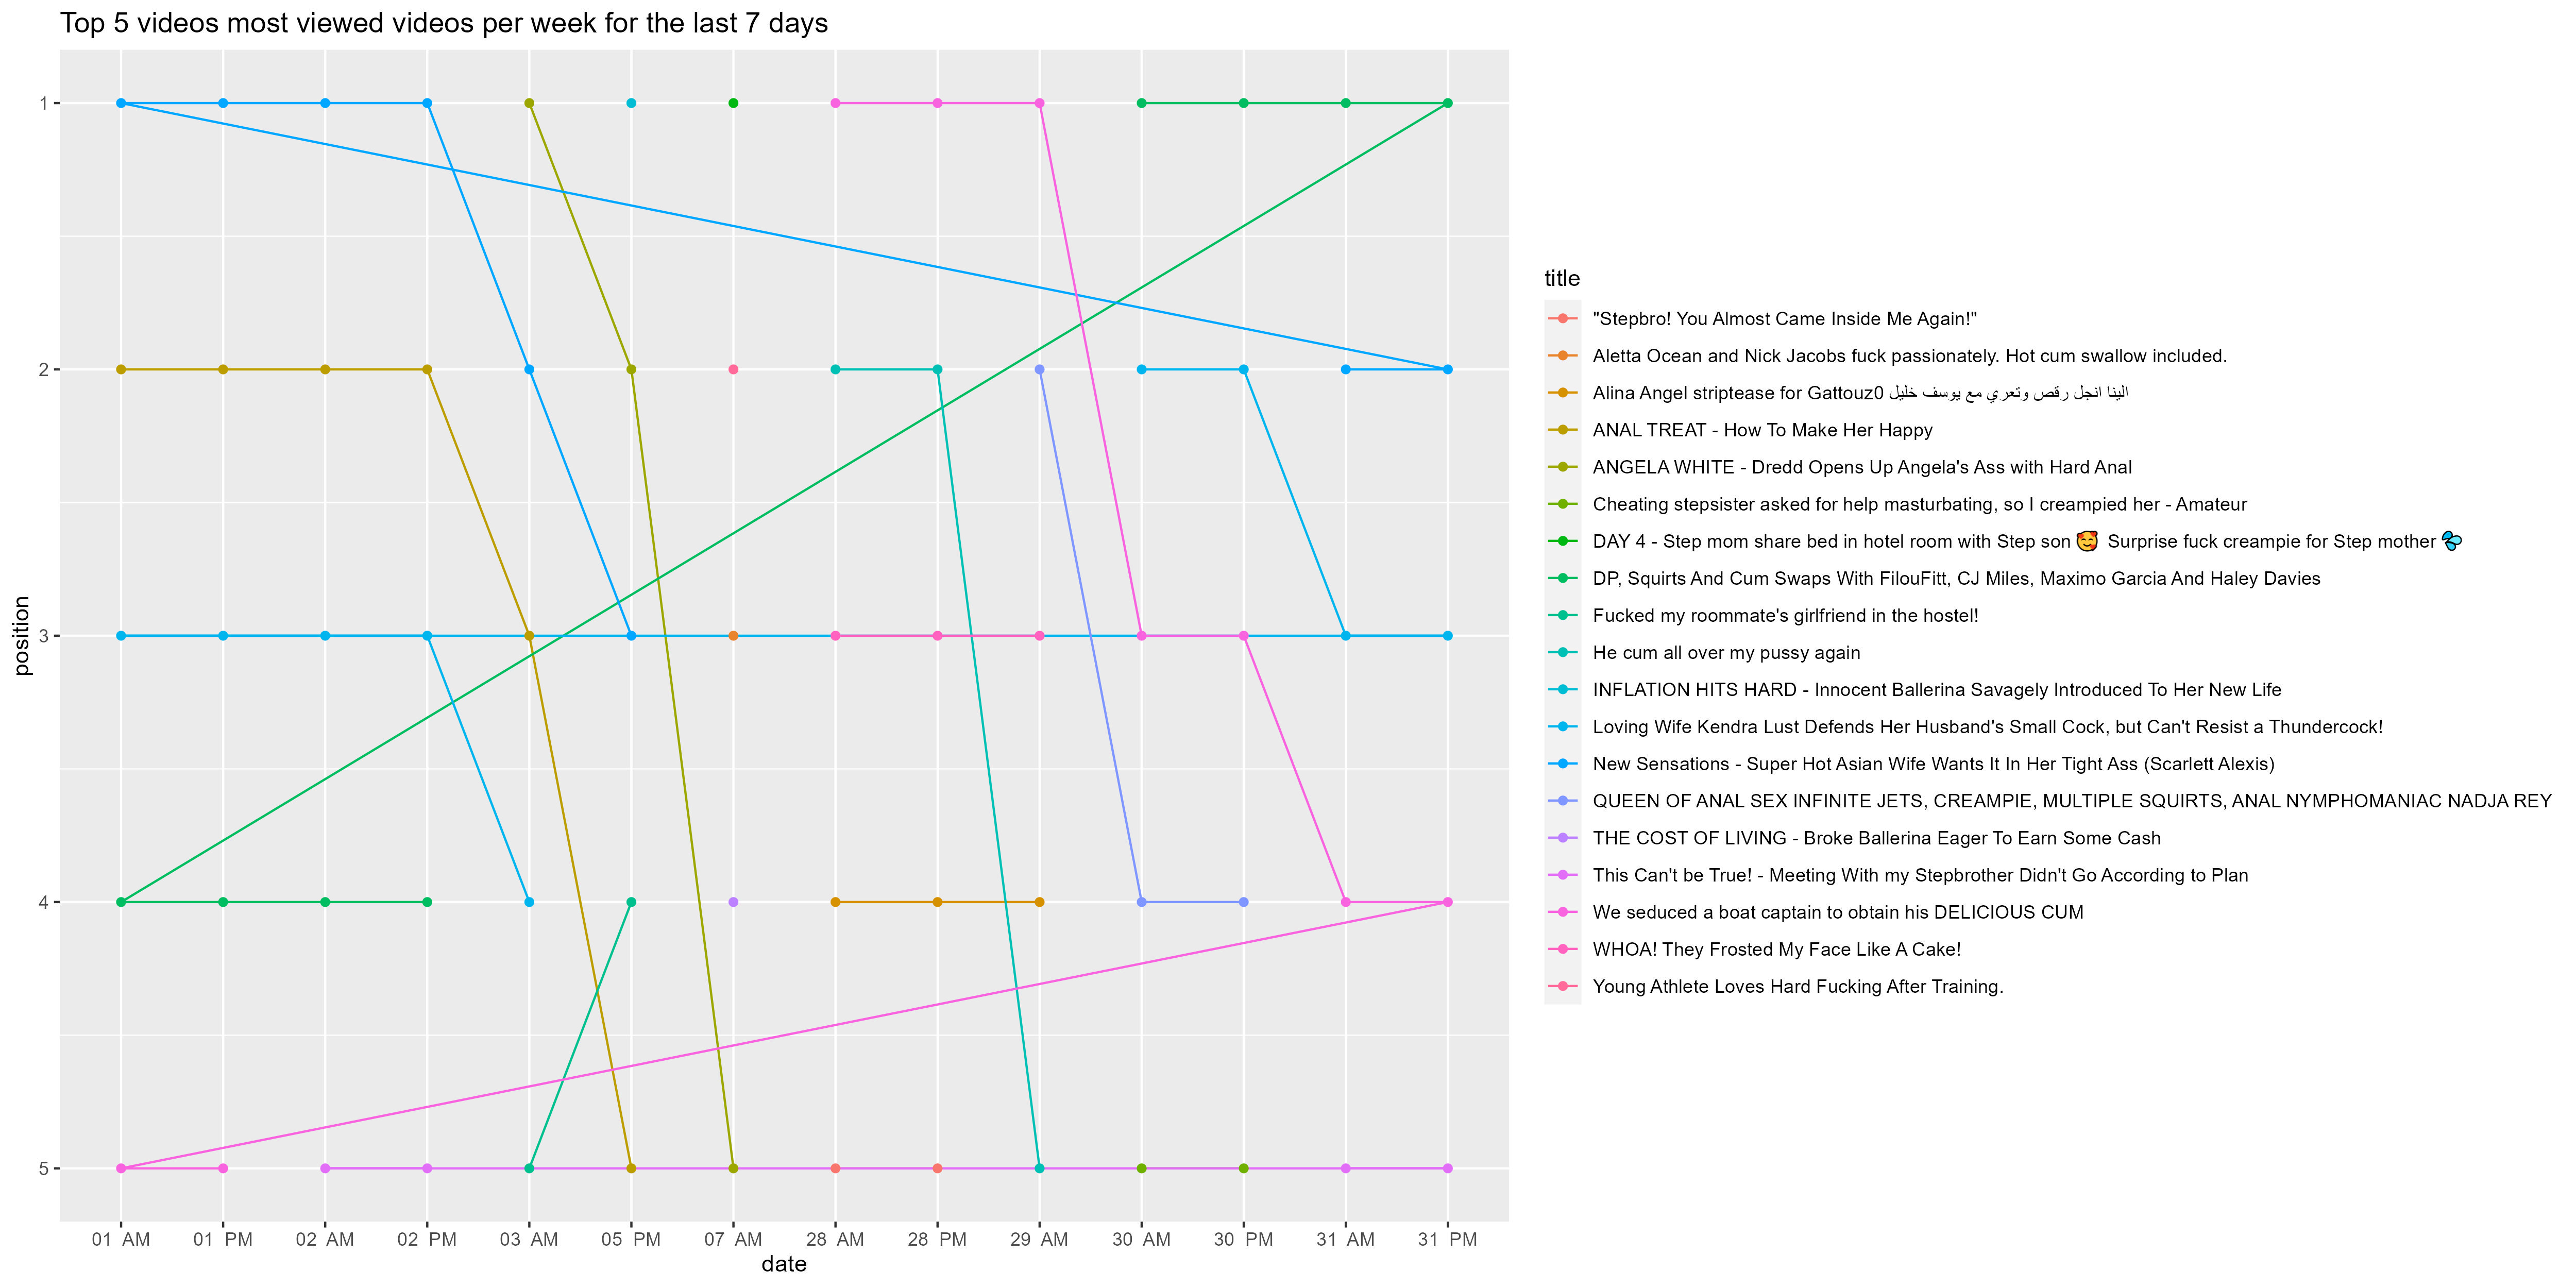 Top 5 videos most viewed videos per week for the last 7 days
position
1
2
3
4
5
01 AM 01 PM 02 AM 02 PM 03 AM 05 PM 07 AM 28 AM 28 PM 29 AM 30 AM 30 PM 31 AM 31 PM
date
title
"Stepbro! You Almost Came Inside Me Again!"
Aletta Ocean and Nick Jacobs fuck passionately. Hot cum swallow included.
Alina Angel striptease for Gattouz0 الينا انجل رقص وتعري مع يوسف خليل
ANAL TREAT - How To Make Her Happy
ANGELA WHITE - Dredd Opens Up Angela's Ass with Hard Anal
Cheating stepsister asked for help masturbating, so I creampied her - Amateur
DAY 4 - Step mom share bed in hotel room with Step son 🥰 Surprise fuck creampie for Step mother 💦
DP, Squirts And Cum Swaps With FilouFitt, CJ Miles, Maximo Garcia And Haley Davies
Fucked my roommate's girlfriend in the hostel!
He cum all over my pussy again
INFLATION HITS HARD - Innocent Ballerina Savagely Introduced To Her New Life
Loving Wife Kendra Lust Defends Her Husband's Small Cock, but Can't Resist a Thundercock!
New Sensations - Super Hot Asian Wife Wants It In Her Tight Ass (Scarlett Alexis)
QUEEN OF ANAL SEX INFINITE JETS, CREAMPIE, MULTIPLE SQUIRTS, ANAL NYMPHOMANIAC NADJA REY
THE COST OF LIVING - Broke Ballerina Eager To Earn Some Cash
This Can't be True! - Meeting With my Stepbrother Didn't Go According to Plan
We seduced a boat captain to obtain his DELICIOUS CUM
WHOA! They Frosted My Face Like A Cake!
Young Athlete Loves Hard Fucking After Training.